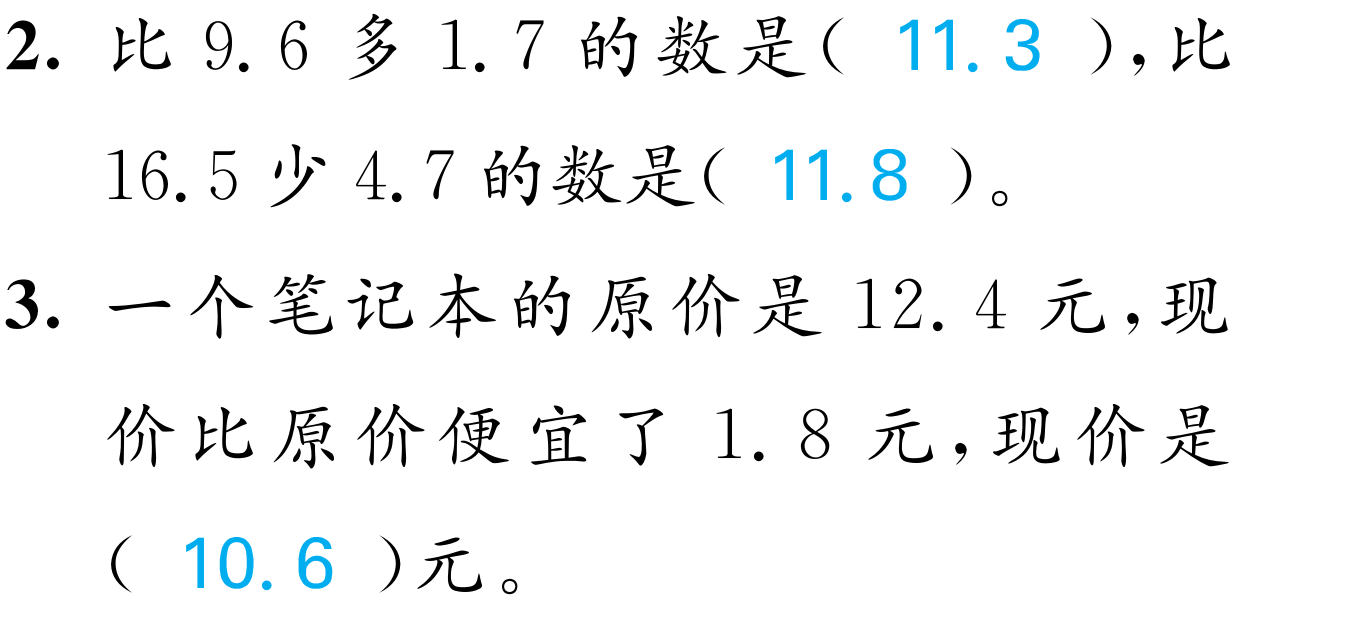 2. 比 9.6 多 1.7 的数是( 11.3 ),比
16.5 少 4.7 的数是( 11.8 )。
3. 一个笔记本的原价是 12.4 元,现
价比原价便宜了 1.8 元,现价是
( 10.6 )元。